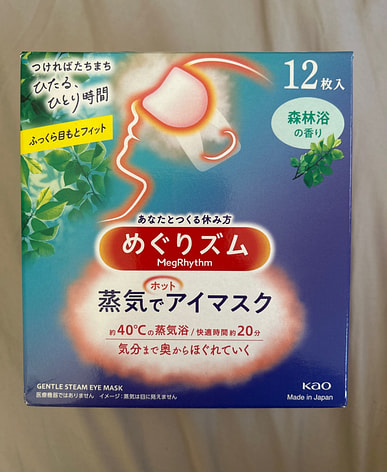 つければたちまち
ひたる、
ひとり時間
ふっくら目もとフィット
12枚入
森林浴
の香り
あなたとつくる休み方
めぐりズム
MegRhythm
ホット
蒸気でアイマスク
約40℃の蒸気浴/快適時間約20分
気分まで奥からほぐれていく
GENTLE STEAM EYE MASK
医療機器ではありません イメージ:蒸気は目に見えません
Kao
Made in Japan